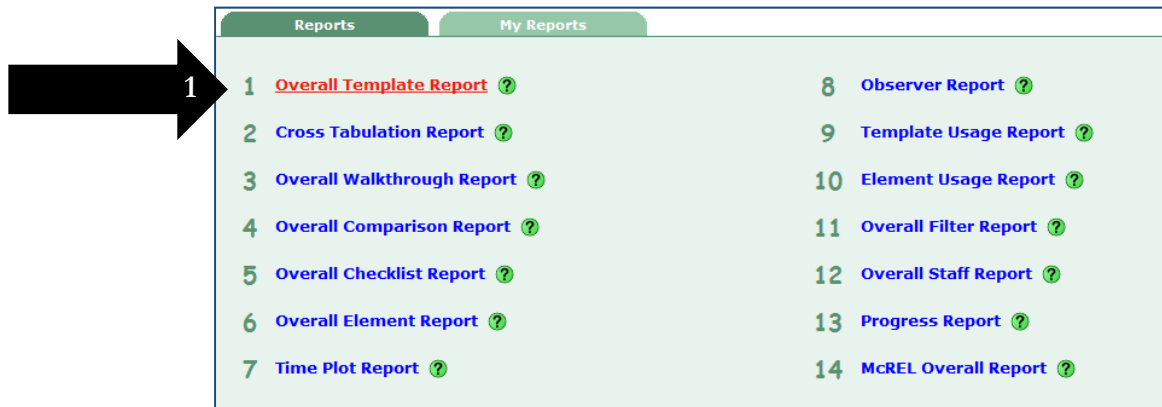 Reports
My Reports
1
1 Overall Template Report ?
2 Cross Tabulation Report ?
3 Overall Walkthrough Report ?
4 Overall Comparison Report ?
5 Overall Checklist Report ?
6 Overall Element Report ?
7 Time Plot Report ?
8 Observer Report ?
9 Template Usage Report ?
10 Element Usage Report ?
11 Overall Filter Report ?
12 Overall Staff Report ?
13 Progress Report ?
14 McREL Overall Report ?